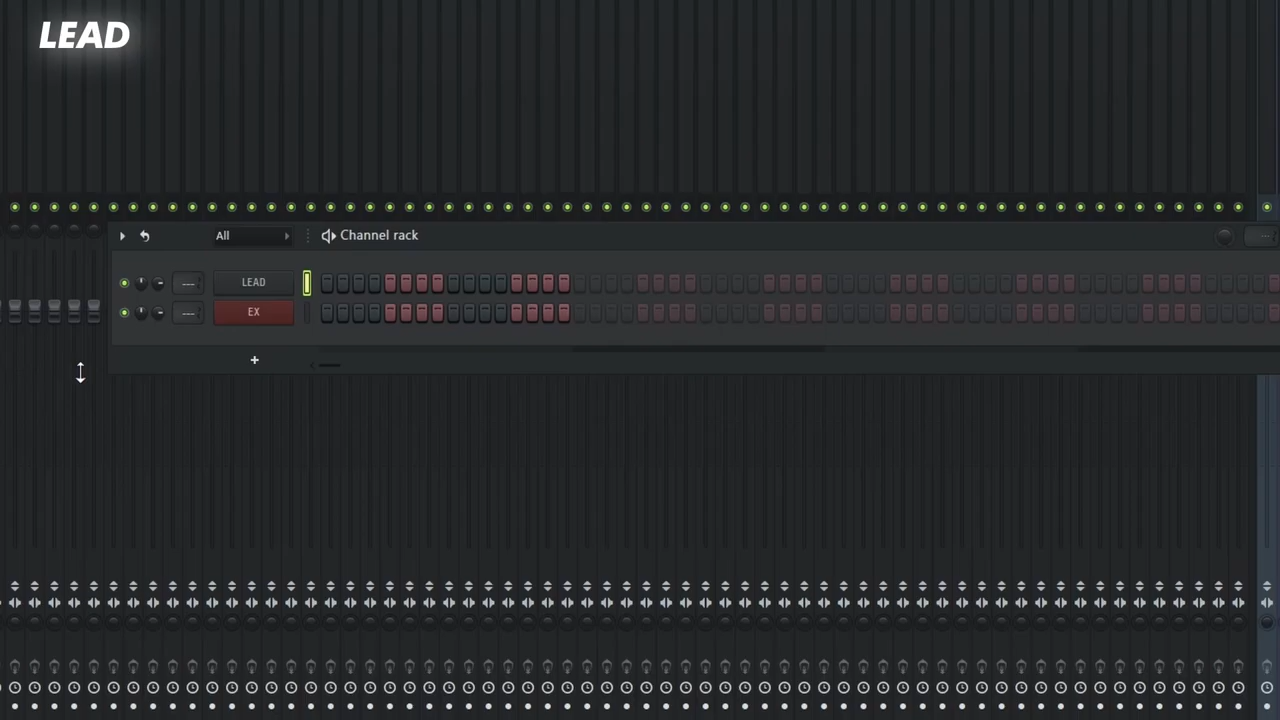 LEAD
All
Channel rack
--- LEAD
--- EX
+